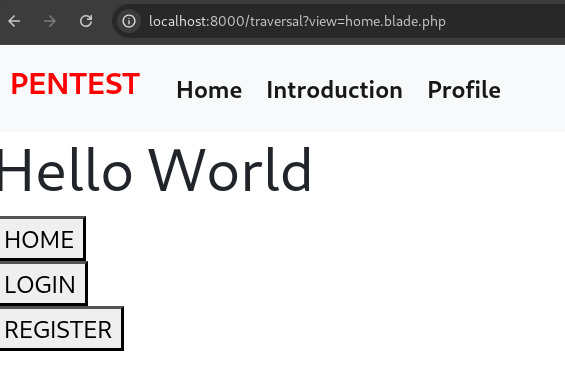 localhost:8000/traversal?view=home.blade.php
PENTEST Home Introduction Profile
Hello World
HOME
LOGIN
REGISTER